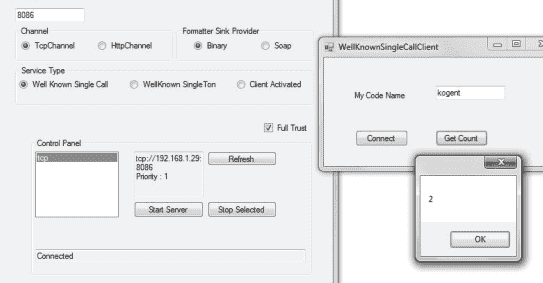 8086
Channel
TcpChannel
HttpChannel
Formatter Sink Provider
Binary
Soap
Service Type
Well Known Single Call
WellKnown SingleTon
Client Activated
Full Trust
Control Panel
tcp
tcp://192.168.1.29:
8086
Priority : 1
Refresh
Start Server
Stop Selected
Connected
WellKnownSingleCallClient
My Code Name
kogent
Connect
Get Count
2
OK